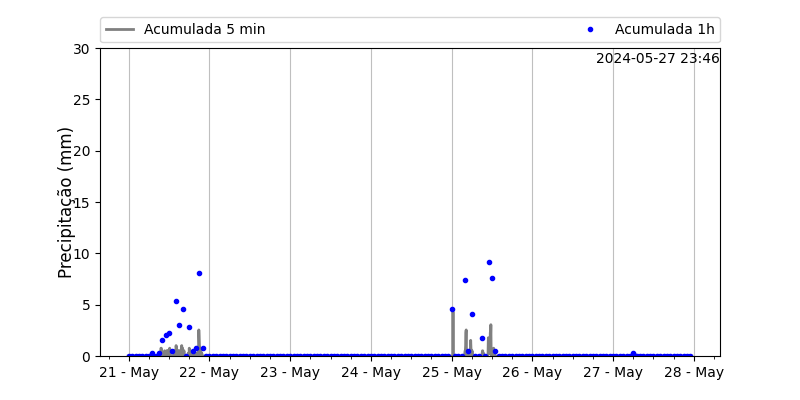 Acumulada 5 min
Acumulada 1h
2024-05-27 23:46
Precipitação (mm)
30
25
20
15
10
5
0
21 - May
22 - May
23 - May
24 - May
25 - May
26 - May
27 - May
28 - May